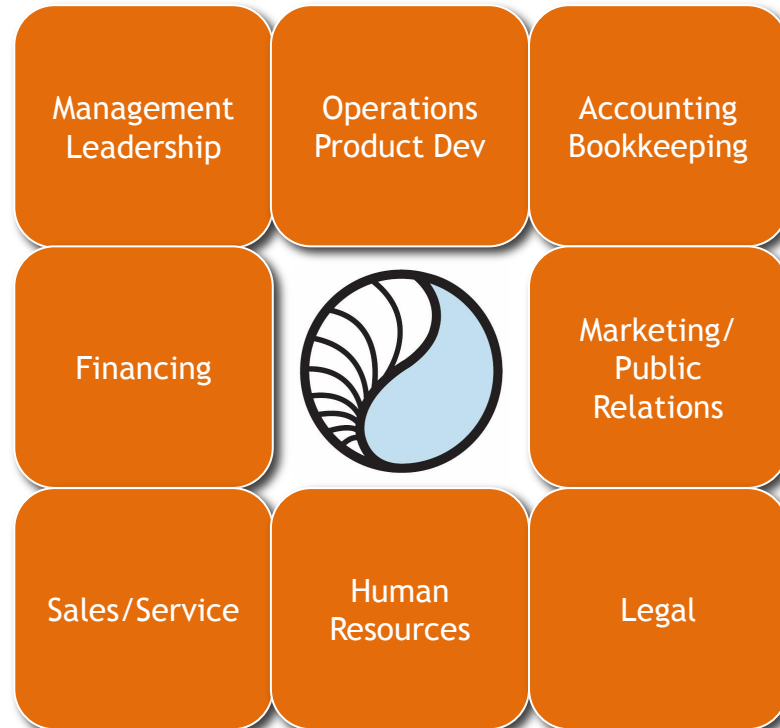 Management
Leadership
Operations
Product Dev
Accounting
Bookkeeping
Financing
Marketing/
Public
Relations
Sales/Service
Human
Resources
Legal